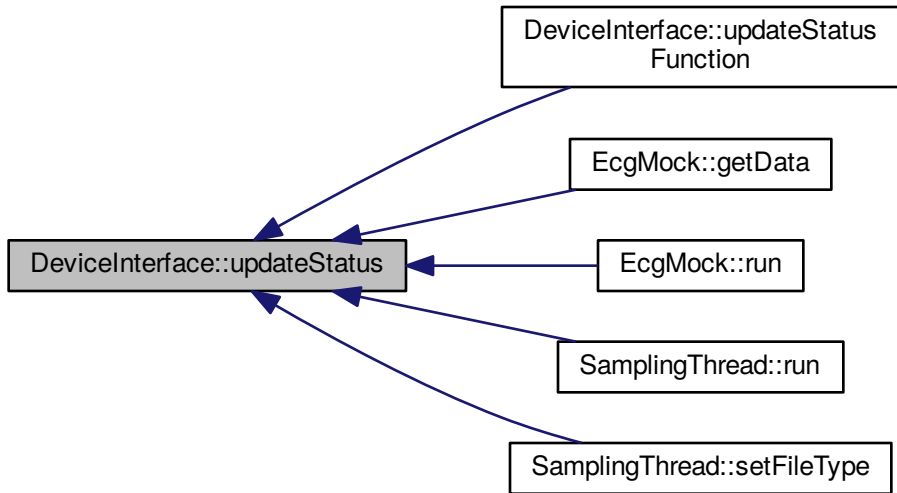 DeviceInterface::updateStatus
Function
EcgMock::getData
DeviceInterface::updateStatus
EcgMock::run
SamplingThread::run
SamplingThread::setFileType